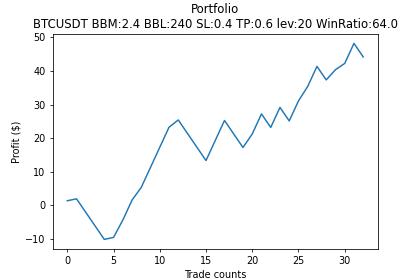 Portfolio
BTCUSDT BBM:2.4 BBL:240 SL:0.4 TP:0.6 lev:20 WinRatio:64.0
50
40
30
20
10
0
−10
Profit ($)
0 5 10 15 20 25 30
Trade counts